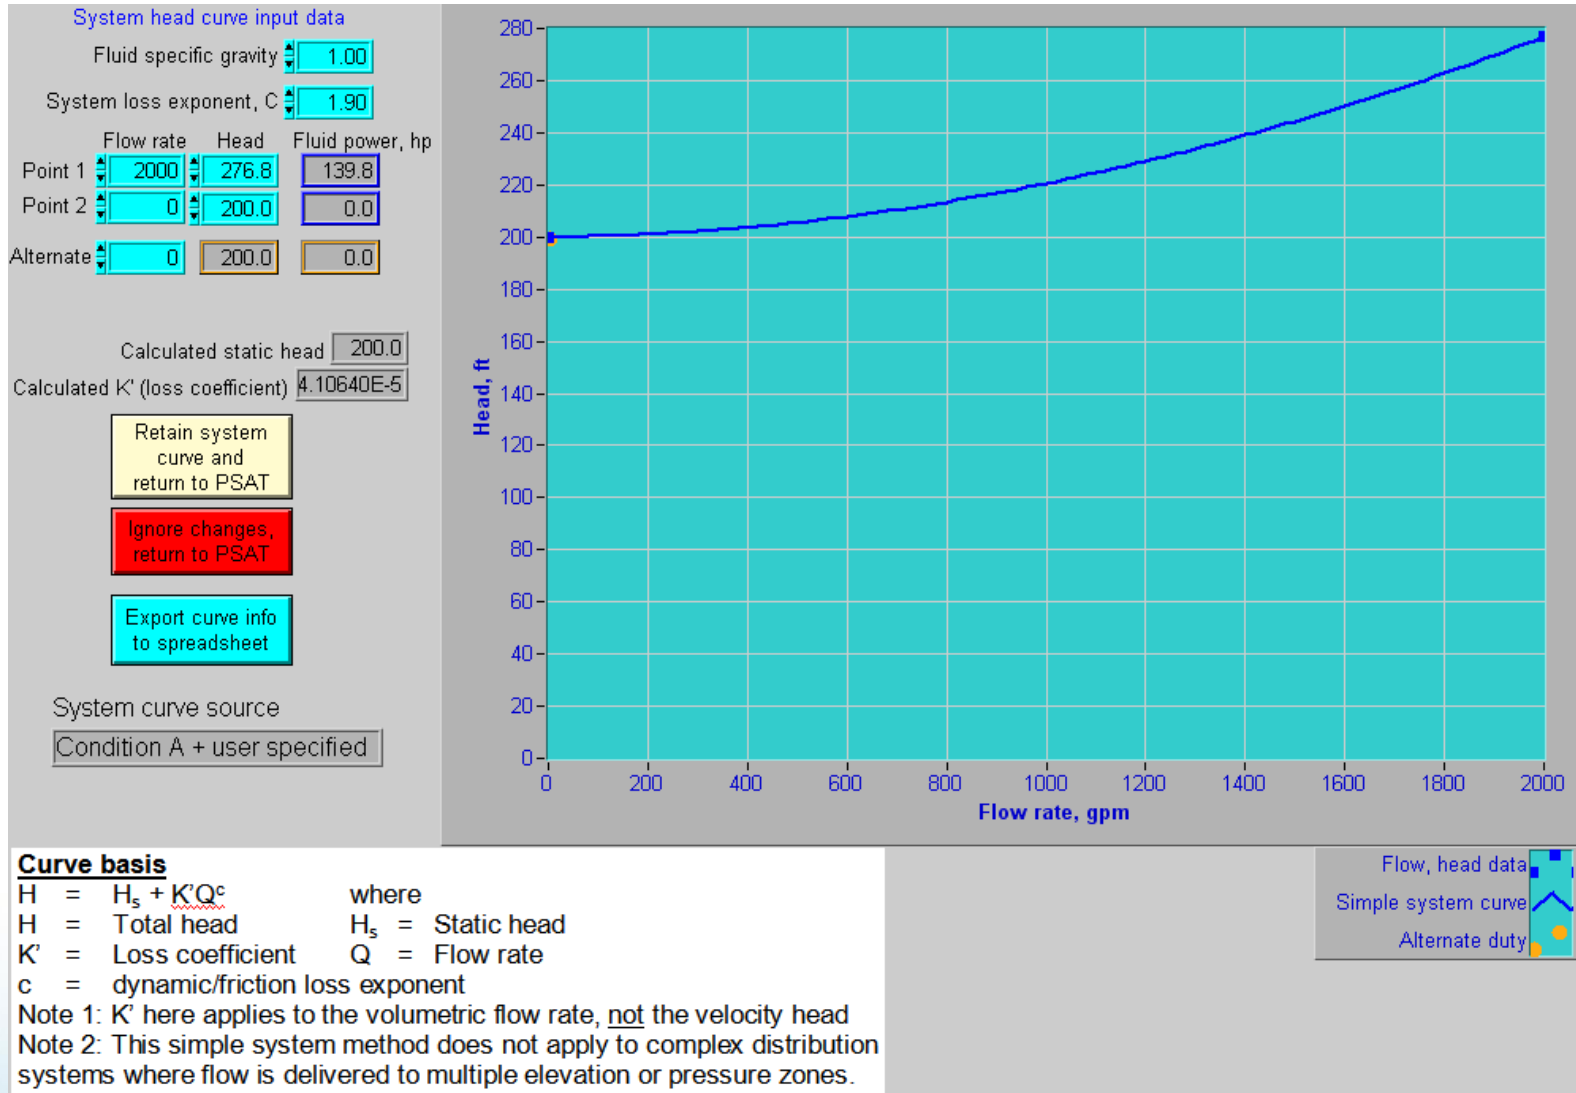 System head curve input data
Fluid specific gravity 1.00
System loss exponent, C 1.90
Flow rate Head Fluid power, hp
Point 1 2000 276.8 139.8
Point 2 0 200.0 0.0
Alternate 0 200.0 0.0
Calculated static head 200.0
Calculated K' (loss coefficient) 4.10640E-5
Retain system
curve and
return to PSAT
Ignore changes,
return to PSAT
Export curve info
to spreadsheet
System curve source
Condition A + user specified
280
260
240
220
200
180
160
140
120
100
80
60
40
20
0
Head, ft
0 200 400 600 800 1000 1200 1400 1600 1800 2000
Flow rate, gpm
Flow, head data
Simple system curve
Alternate duty
Curve basis
H = Hs + K'Qc where
H = Total head Hs = Static head
K' = Loss coefficient Q = Flow rate
c = dynamic/friction loss exponent
Note 1: K' here applies to the volumetric flow rate, not the velocity head
Note 2: This simple system method does not apply to complex distribution
systems where flow is delivered to multiple elevation or pressure zones.